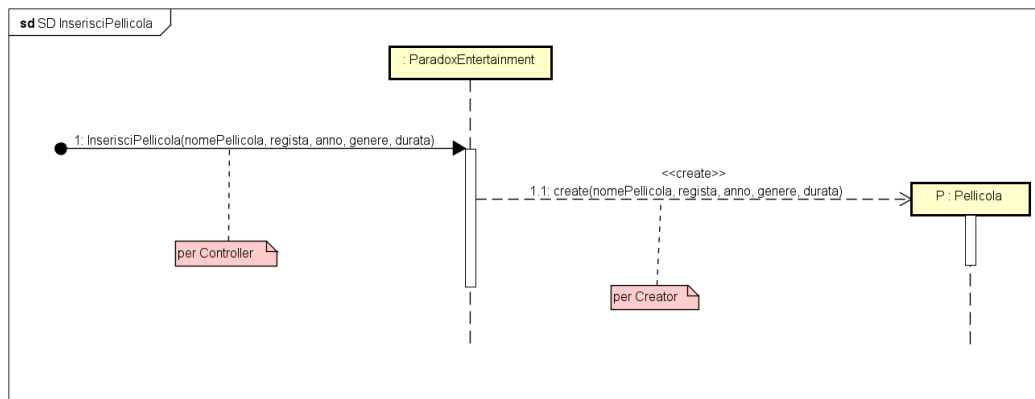 sd SD InserisciPellicola
: ParadoxEntertainment
1: InserisciPellicola(nomePellicola, regista, anno, genere, durata)
<<create>>
1.1: create(nomePellicola, regista, anno, genere, durata)
P : Pellicola
per Controller
per Creator